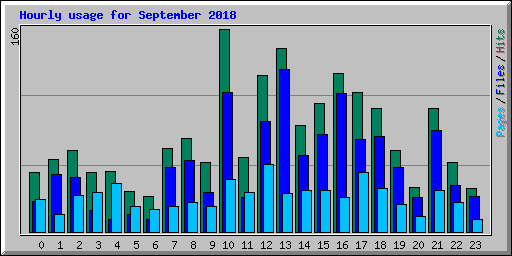 Hourly usage for September 2018
160
Pages/Files/Hits
0 1 2 3 4 5 6 7 8 9 10 11 12 13 14 15 16 17 18 19 20 21 22 23